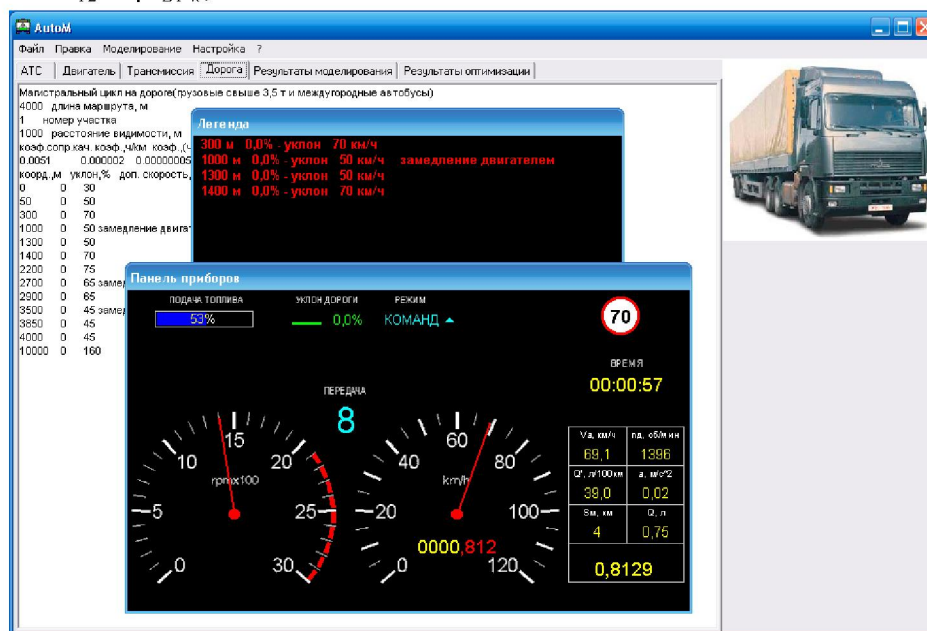 AutoM
Файл Правка Моделирование Настройка ?
АТС Двигатель Трансмиссия Дорога Результаты моделирования Результаты оптимизации
Магистральный цикл на дороге(грузовые свыше 3,5 т и междугородные автобусы)
4000 длина маршрута, м
1 номер участка
1000 расстояние видимости, м
коэф.сопр.кач. коэф.,ч/км коэф.,(ч
0.0051 0.000002 0.00000005
коорд.,м уклон,% доп. скорость,
0 0 30
50 0 50
300 0 70
1000 0 50 замедление двига
1300 0 50
1400 0 70
2200 0 75
2700 0 65 замед
2900 0 65
3500 0 45 замед
3850 0 45
4000 0 45
10000 0 160
Легенда
300 м 0,0% - уклон 70 км/ч
1000 м 0,0% - уклон 50 км/ч замедление двигателем
1300 м 0,0% - уклон 50 км/ч
1400 м 0,0% - уклон 70 км/ч
Панель приборов
ПОДАЧА ТОПЛИВА УКЛОН ДОРОГИ РЕЖИМ
53% 0,0% КОМАНД
70
ВРЕМЯ
00:00:57
ПЕРЕДАЧА
8
0 5 10 15 20 25 30
rpmx100
0 20 40 60 80 100 120
km/h
0000,812
Va, км/ч nд, об/мин
69,1 1396
Q', л/100км a, м/с^2
39,0 0,02
Sм, км Q, л
4 0,75
0,8129